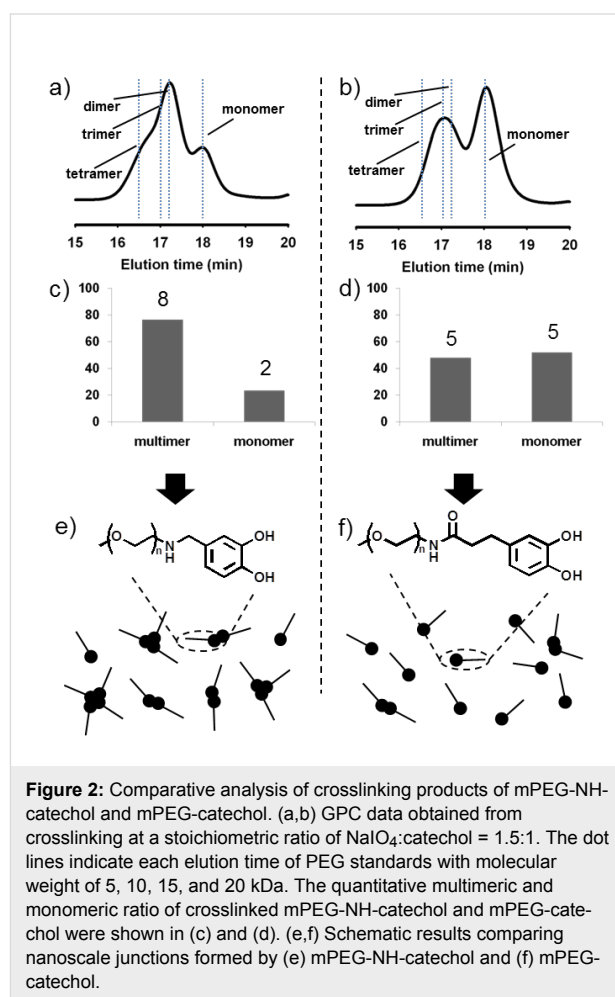 a)
dimer
trimer
tetramer
monomer
15 16 17 18 19 20
Elution time (min)
b)
dimer
trimer
tetramer
monomer
15 16 17 18 19 20
Elution time (min)
c)
100
80
60
40
20
0
8
2
multimer monomer
d)
100
80
60
40
20
0
5
5
multimer monomer
e)
O
n
N
H
OH
OH
f)
O
n
N
H
O
OH
OH
Figure 2: Comparative analysis of crosslinking products of mPEG-NH-
catechol and mPEG-catechol. (a,b) GPC data obtained from
crosslinking at a stoichiometric ratio of NaIO4:catechol = 1.5:1. The dot
lines indicate each elution time of PEG standards with molecular
weight of 5, 10, 15, and 20 kDa. The quantitative multimeric and
monomeric ratio of crosslinked mPEG-NH-catechol and mPEG-cate-
chol were shown in (c) and (d). (e,f) Schematic results comparing
nanoscale junctions formed by (e) mPEG-NH-catechol and (f) mPEG-
catechol.